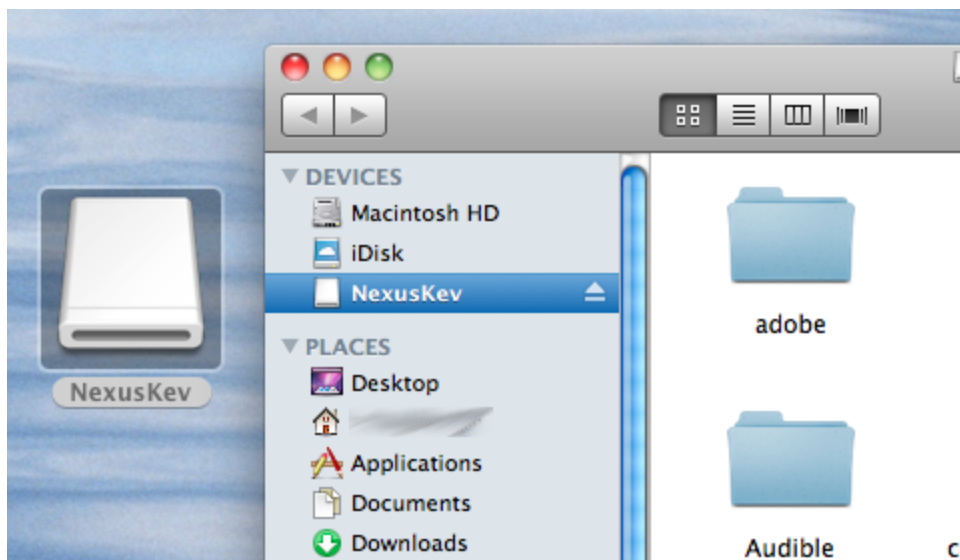 DEVICES
Macintosh HD
iDisk
NexusKev
NexusKev
PLACES
Desktop
Applications
Documents
Downloads
adobe
Audible